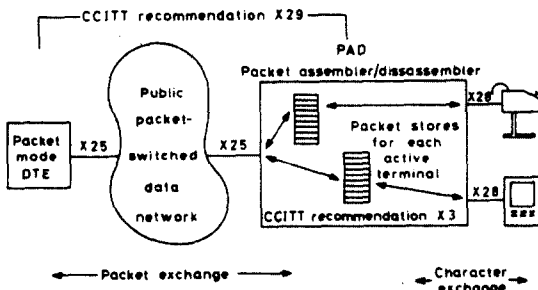 CCITT recommendation X29
PAD
Packet assembler/dissassembler
Public
packet-
switched
data
network
Packet
mode
DTE
X25
X25
X28
Packet stores
for each
active
terminal
X28
CCITT recommendation X3
Packet exchange
Character
exchange